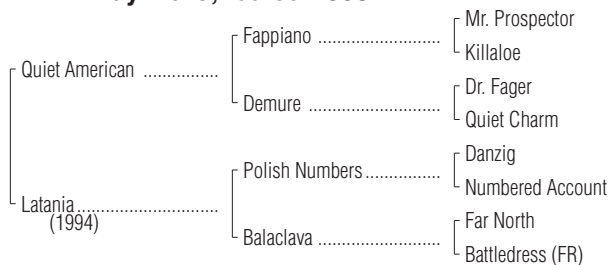 Mr. Prospector
Fappiano
Killaloe
Quiet American
Dr. Fager
Demure
Quiet Charm
Danzig
Polish Numbers
Numbered Account
Latania
(1994)
Far North
Balaclava
Battledress (FR)